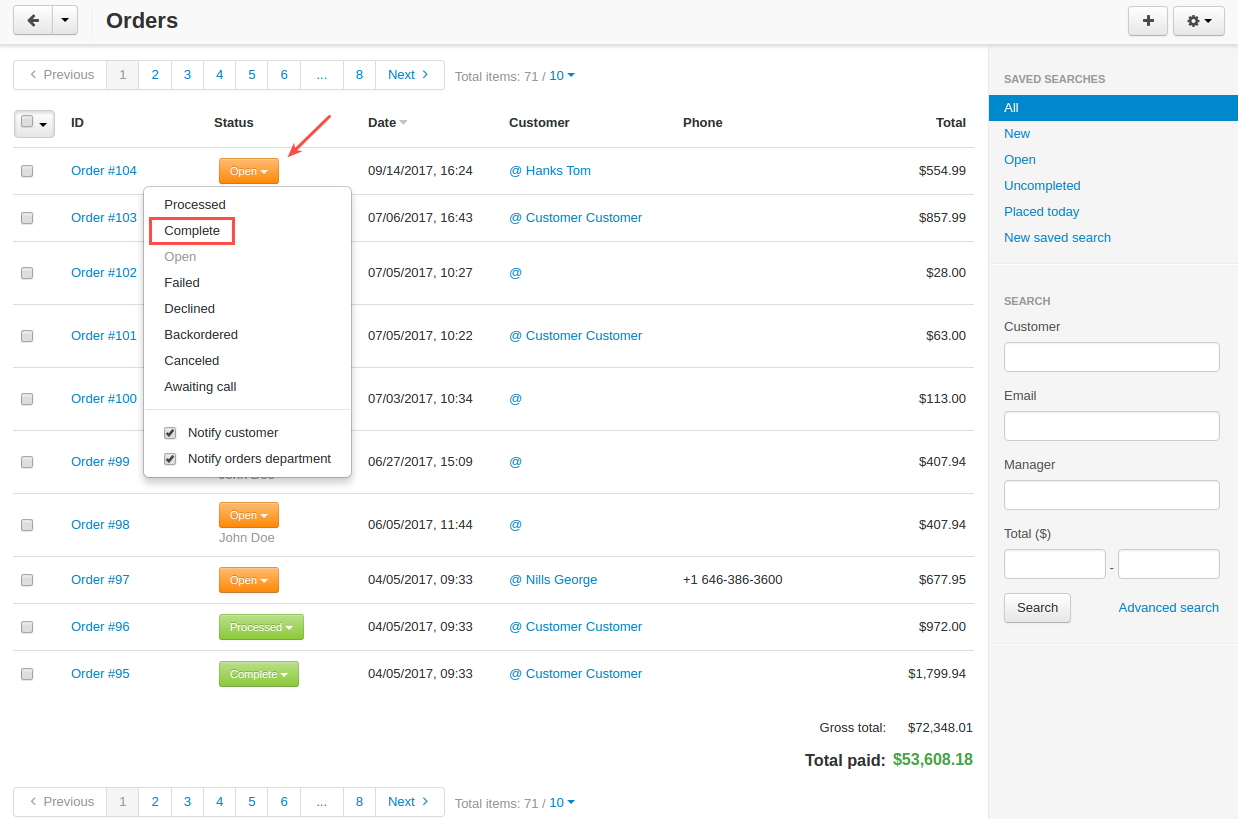 Orders
Previous 1 2 3 4 5 6 ... 8 Next Total items: 71 / 10
ID Status Date Customer Phone Total
Order #104 Open 09/14/2017, 16:24 @ Hanks Tom $554.99
Processed
Order #103 07/06/2017, 16:43 @ Customer Customer $857.99
Complete
Open
Order #102 07/05/2017, 10:27 @ $28.00
Failed
Declined
Order #101 Backordered 07/05/2017, 10:22 @ Customer Customer $63.00
Canceled
Awaiting call
Order #100 07/03/2017, 10:34 @ $113.00
Notify customer
Notify orders department
Order #99 06/27/2017, 15:09 @ $407.94
John Doe
Order #98 Open 06/05/2017, 11:44 @ $407.94
John Doe
Order #97 Open 04/05/2017, 09:33 @ Nills George +1 646-386-3600 $677.95
Order #96 Processed 04/05/2017, 09:33 @ Customer Customer $972.00
Order #95 Complete 04/05/2017, 09:33 @ Customer Customer $1,799.94
Gross total: $72,348.01
Total paid: $53,608.18
Previous 1 2 3 4 5 6 ... 8 Next Total items: 71 / 10
SAVED SEARCHES
All
New
Open
Uncompleted
Placed today
New saved search
SEARCH
Customer
Email
Manager
Total ($)
-
Search Advanced search